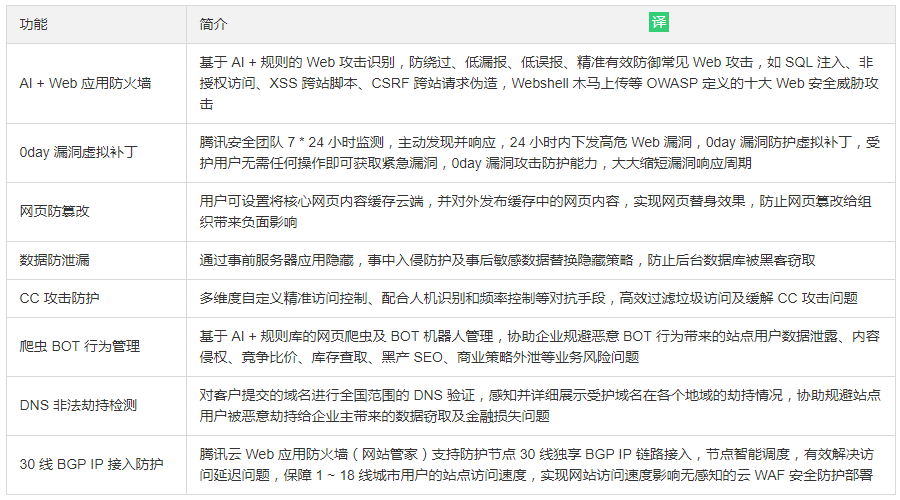 功能
简介
译
AI + Web 应用防火墙
基于 AI + 规则的 Web 攻击识别，防绕过、低漏报、低误报、精准有效防御常见 Web 攻击，如 SQL 注入、非
授权访问、XSS 跨站脚本、CSRF 跨站请求伪造，Webshell 木马上传等 OWASP 定义的十大 Web 安全威胁攻
击
0day 漏洞虚拟补丁
腾讯安全团队 7 * 24 小时监测，主动发现并响应，24 小时内下发高危 Web 漏洞，0day 漏洞防护虚拟补丁，受
护用户无需任何操作即可获取紧急漏洞，0day 漏洞攻击防护能力，大大缩短漏洞响应周期
网页防篡改
用户可设置将核心网页内容缓存云端，并对外发布缓存中的网页内容，实现网页替身效果，防止网页篡改给组
织带来负面影响
数据防泄漏
通过事前服务器应用隐藏，事中入侵防护及事后敏感数据替换隐藏策略，防止后台数据库被黑客窃取
CC 攻击防护
多维度自定义精准访问控制、配合人机识别和频率控制等对抗手段，高效过滤垃圾访问及缓解 CC 攻击问题
爬虫 BOT 行为管理
基于 AI + 规则库的网页爬虫及 BOT 机器人管理，协助企业规避恶意 BOT 行为带来的站点用户数据泄露、内容
侵权、竞争比价、库存查取、黑产 SEO、商业策略外泄等业务风险问题
DNS 非法劫持检测
对客户提交的域名进行全国范围的 DNS 验证，感知并详细展示受护域名在各个地域的劫持情况，协助规避站点
用户被恶意劫持给企业主带来的数据窃取及金融损失问题
30 线 BGP IP 接入防护
腾讯云 Web 应用防火墙（网站管家）支持防护节点 30 线独享 BGP IP 链路接入，节点智能调度，有效解决访
问延迟问题，保障 1 ~ 18 线城市用户的站点访问速度，实现网站访问速度影响无感知的云 WAF 安全防护部署